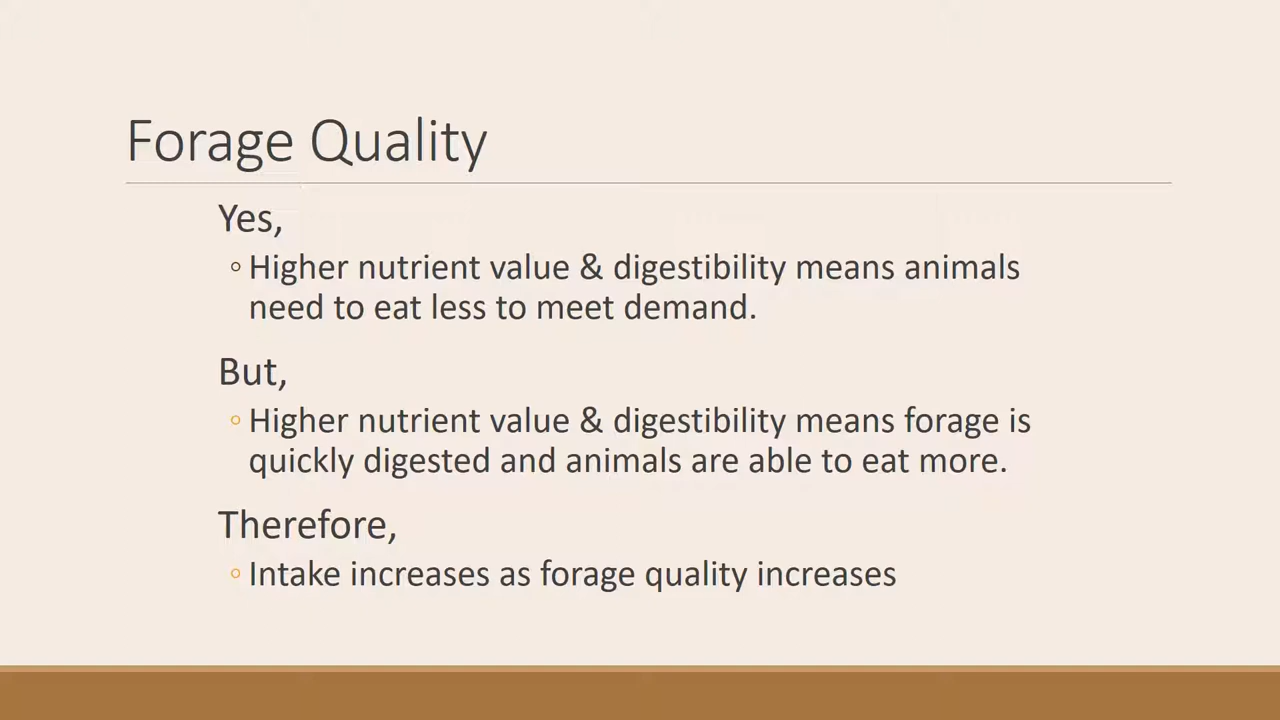 Forage Quality
Yes,
◦ Higher nutrient value & digestibility means animals
need to eat less to meet demand.
But,
◦ Higher nutrient value & digestibility means forage is
quickly digested and animals are able to eat more.
Therefore,
◦ Intake increases as forage quality increases